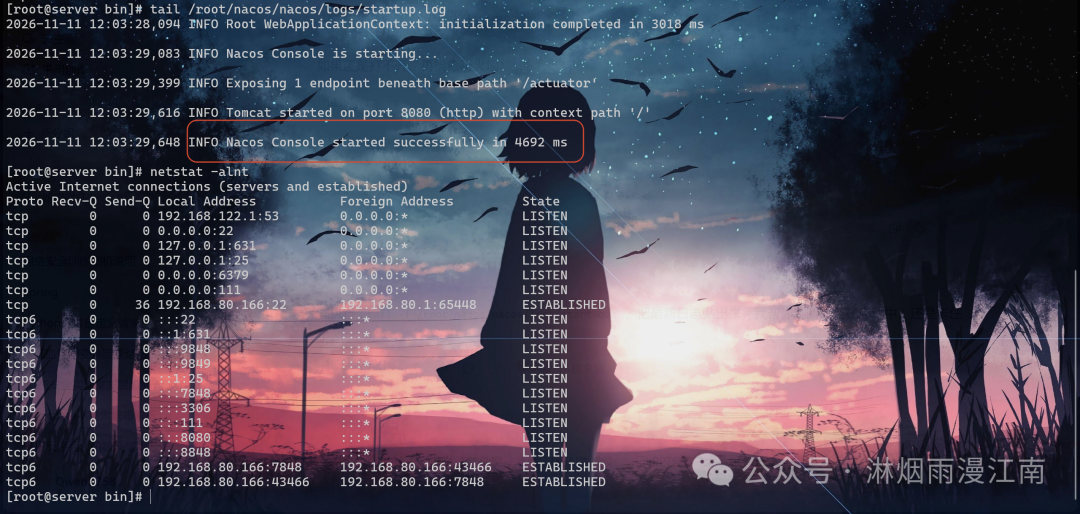 [root@server bin]# tail /root/nacos/nacos/logs/startup.log
2026-11-11 12:03:28,094 INFO Root WebApplicationContext: initialization completed in 3018 ms
2026-11-11 12:03:29,083 INFO Nacos Console is starting...
2026-11-11 12:03:29,399 INFO Exposing 1 endpoint beneath base path '/actuator'
2026-11-11 12:03:29,616 INFO Tomcat started on port 8080 (http) with context path '/'
2026-11-11 12:03:29,648 INFO Nacos Console started successfully in 4692 ms
[root@server bin]# netstat -alnt
Active Internet connections (servers and established)
Proto Recv-Q Send-Q Local Address Foreign Address State
tcp 0 0 192.168.122.1:53 0.0.0.0:* LISTEN
tcp 0 0 0.0.0.0:22 0.0.0.0:* LISTEN
tcp 0 0 127.0.0.1:631 0.0.0.0:* LISTEN
tcp 0 0 127.0.0.1:25 0.0.0.0:* LISTEN
tcp 0 0 0.0.0.0:6379 0.0.0.0:* LISTEN
tcp 0 0 0.0.0.0:111 0.0.0.0:* LISTEN
tcp 0 36 192.168.80.166:22 192.168.80.1:65448 ESTABLISHED
tcp6 0 0 :::22 :::* LISTEN
tcp6 0 0 ::1:631 :::* LISTEN
tcp6 0 0 :::9848 :::* LISTEN
tcp6 0 0 :::9849 :::* LISTEN
tcp6 0 0 ::1:25 :::* LISTEN
tcp6 0 0 :::7848 :::* LISTEN
tcp6 0 0 :::3306 :::* LISTEN
tcp6 0 0 :::111 :::* LISTEN
tcp6 0 0 :::8080 :::* LISTEN
tcp6 0 0 :::8848 :::* LISTEN
tcp6 0 0 192.168.80.166:7848 192.168.80.166:43466 ESTABLISHED
tcp6 0 0 192.168.80.166:43466 192.168.80.166:7848 ESTABLISHED
[root@server bin]#
公众号 · 淋烟雨漫江南